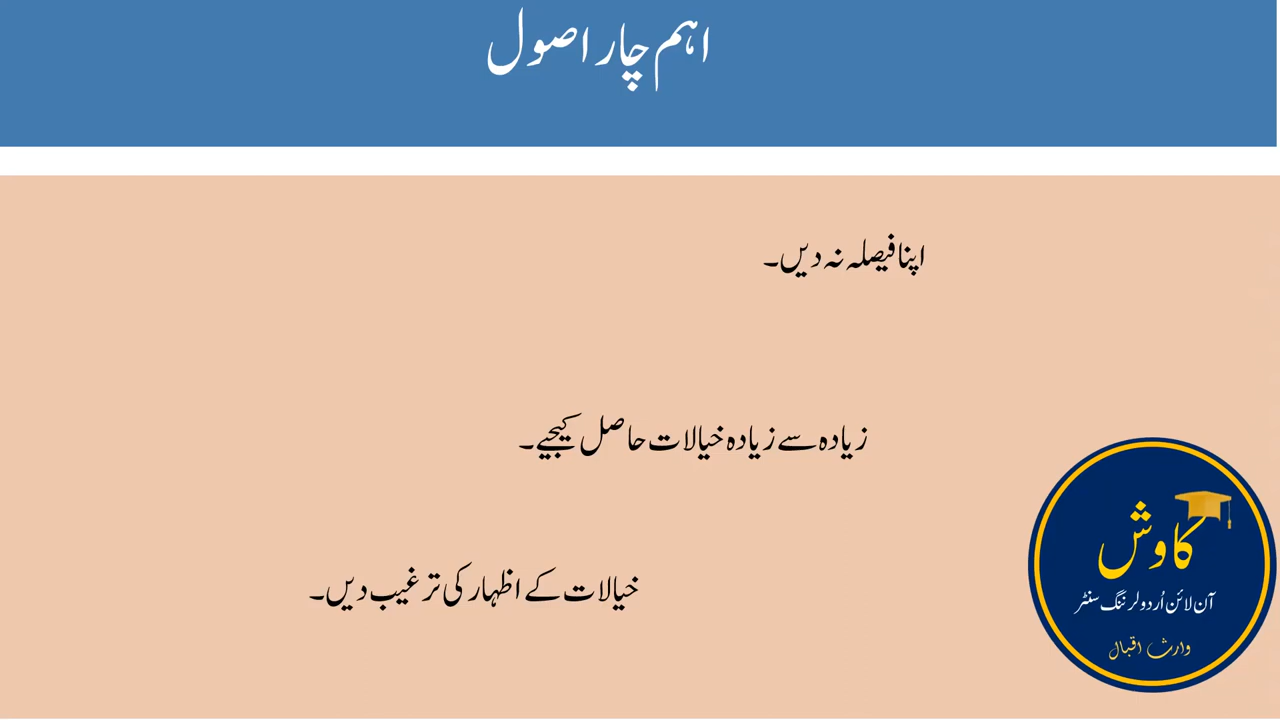 اہم چار اصول
اپنا فیصلہ نہ دیں۔
زیادہ سے زیادہ خیالات حاصل کیجیے۔
خیالات کے اظہار کی ترغیب دیں۔
کاوش
آن لائن اُردو لرننگ سنٹر
وارث اقبال